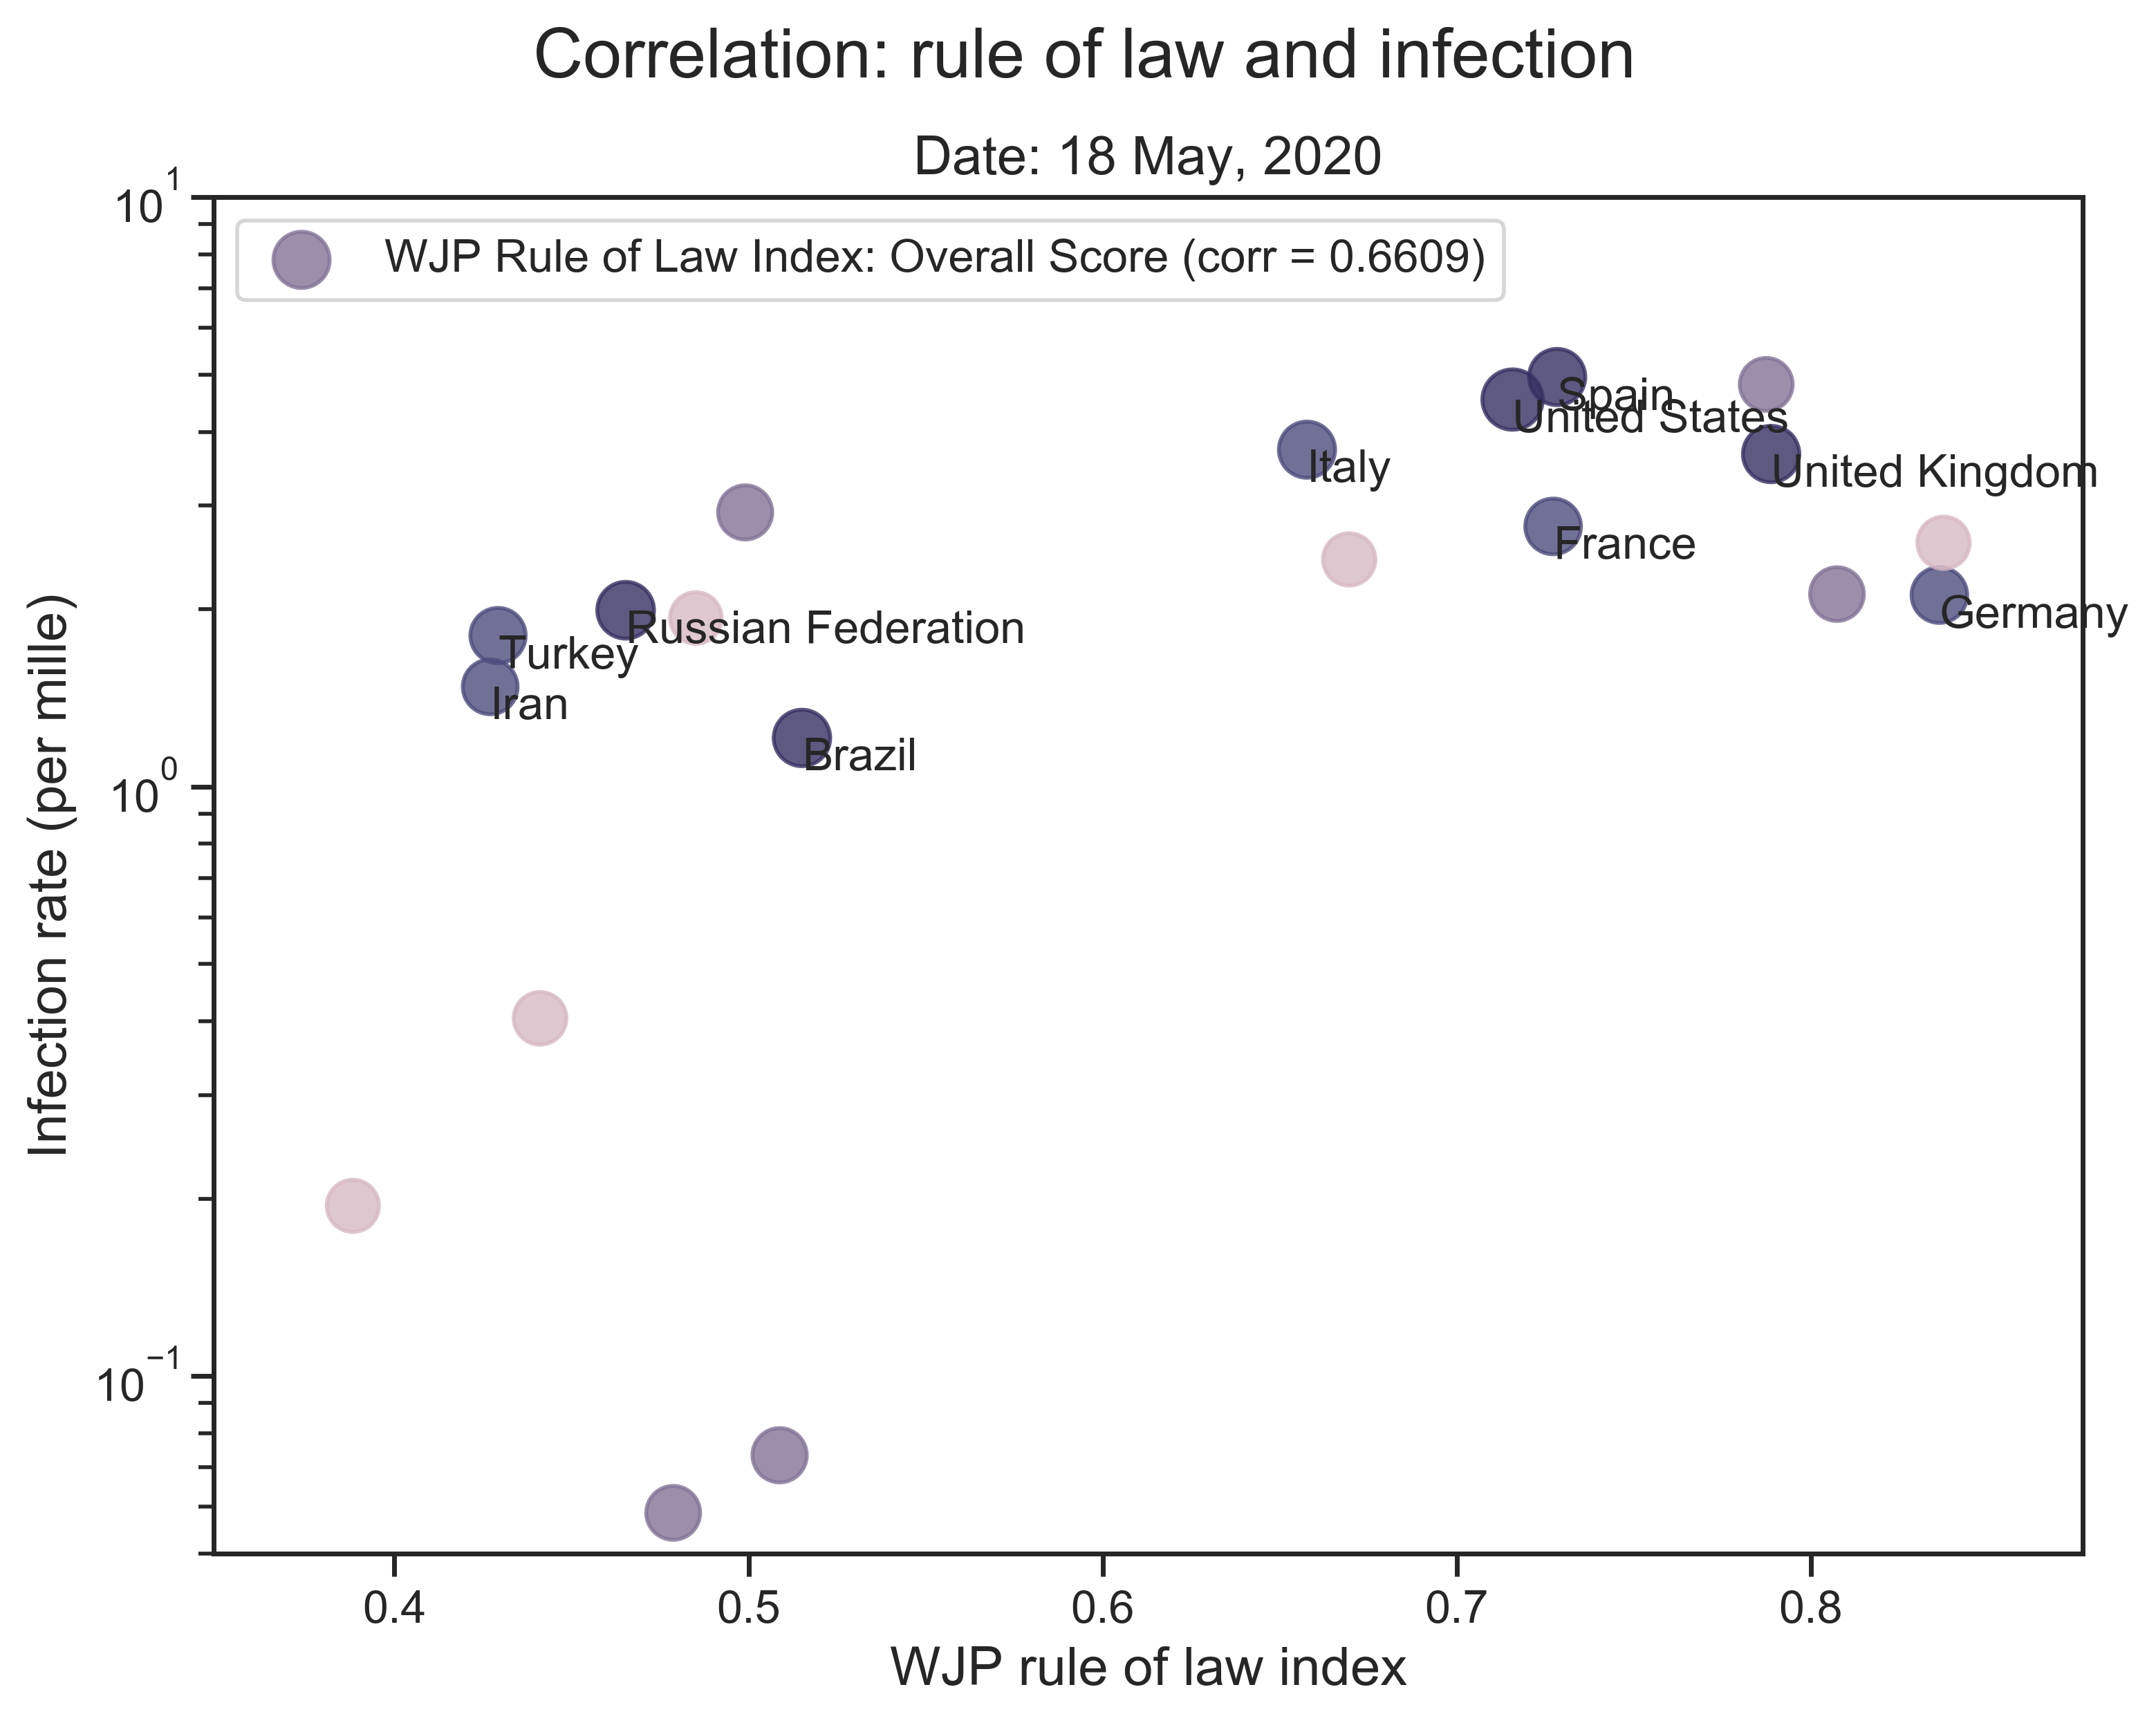 Correlation: rule of law and infection
Date: 18 May, 2020
10^1
WJP Rule of Law Index: Overall Score (corr = 0.6609)
Spain
United States
Italy
United Kingdom
France
Germany
Russian Federation
Turkey
Iran
Brazil
10^0
10^−1
Infection rate (per mille)
0.4 0.5 0.6 0.7 0.8
WJP rule of law index